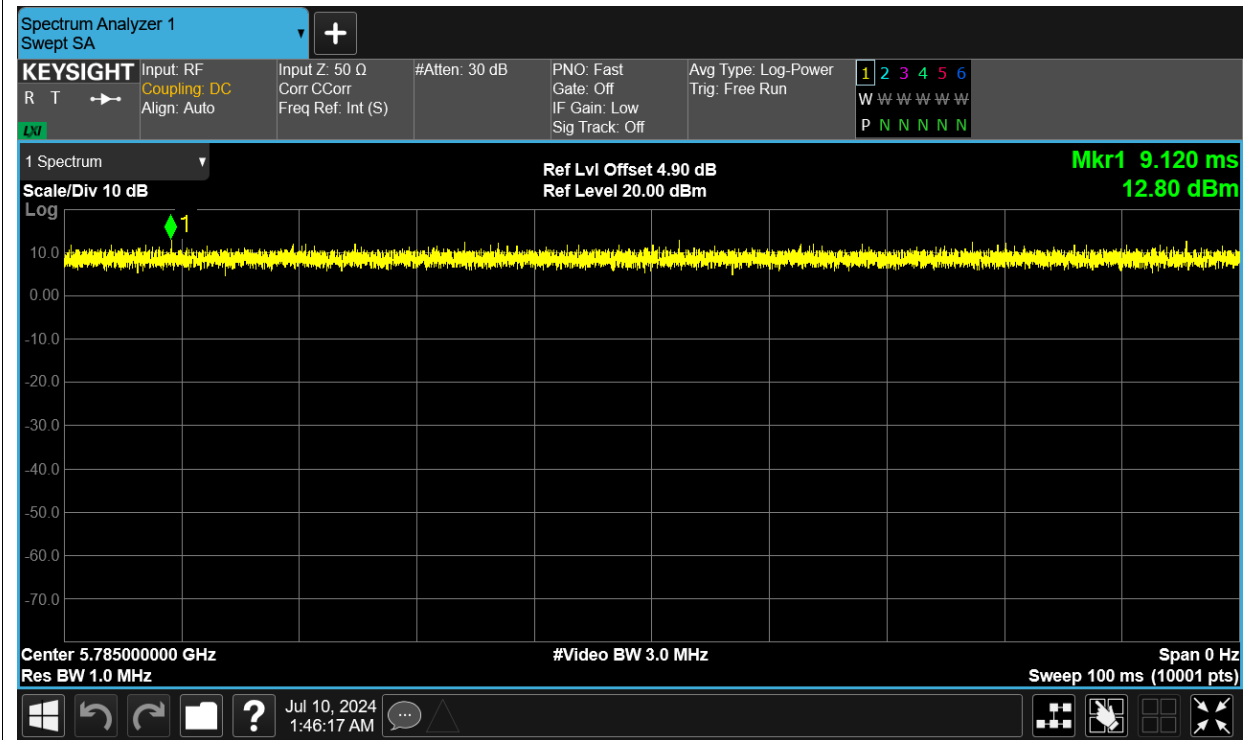 Spectrum Analyzer 1
Swept SA
KEYSIGHT
R T
LXI
Input: RF
Coupling: DC
Align: Auto
Input Z: 50 Ω
Corr CCorr
Freq Ref: Int (S)
#Atten: 30 dB
PNO: Fast
Gate: Off
IF Gain: Low
Sig Track: Off
Avg Type: Log-Power
Trig: Free Run
1 2 3 4 5 6
W W W W W W
P N N N N N
1 Spectrum
Scale/Div 10 dB
Ref Lvl Offset 4.90 dB
Ref Level 20.00 dBm
Mkr1 9.120 ms
12.80 dBm
Log
1
10.0
0.00
-10.0
-20.0
-30.0
-40.0
-50.0
-60.0
-70.0
Center 5.785000000 GHz
Res BW 1.0 MHz
#Video BW 3.0 MHz
Span 0 Hz
Sweep 100 ms (10001 pts)
?
Jul 10, 2024
1:46:17 AM